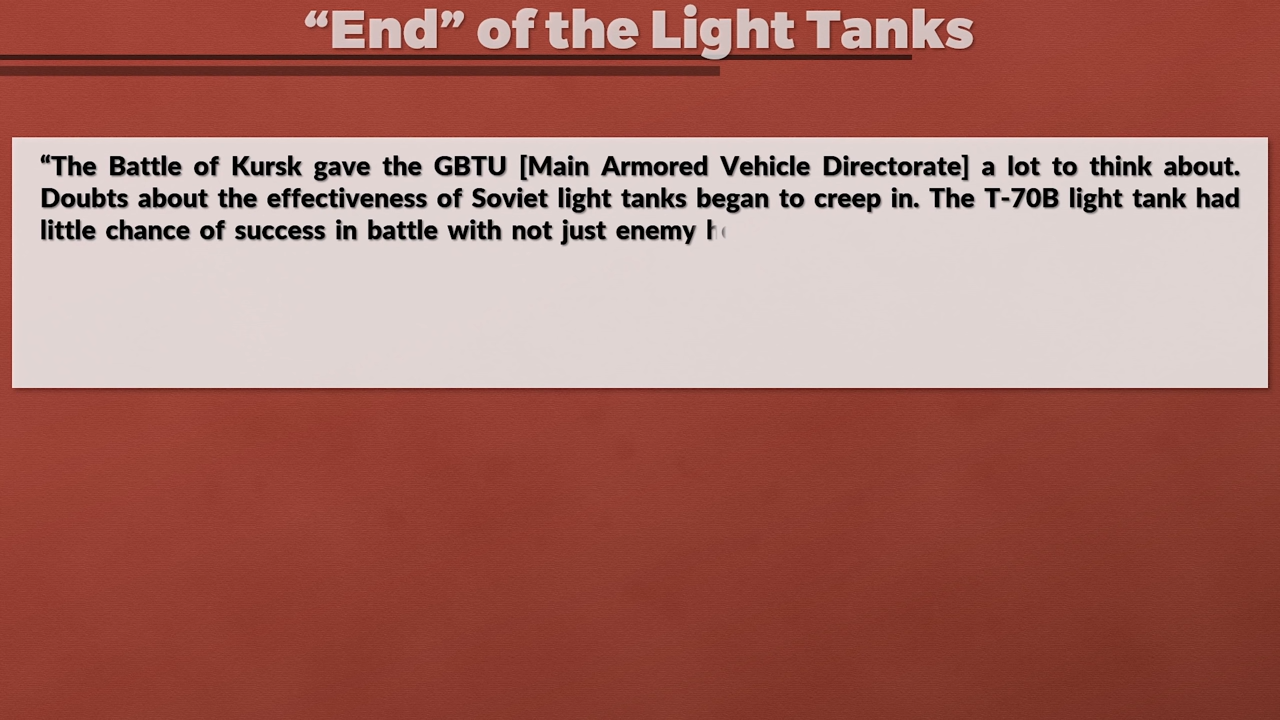 “End” of the Light Tanks
“The Battle of Kursk gave the GBTU [Main Armored Vehicle Directorate] a lot to think about.
Doubts about the effectiveness of Soviet light tanks began to creep in. The T-70B light tank had
little chance of success in battle with not just enemy